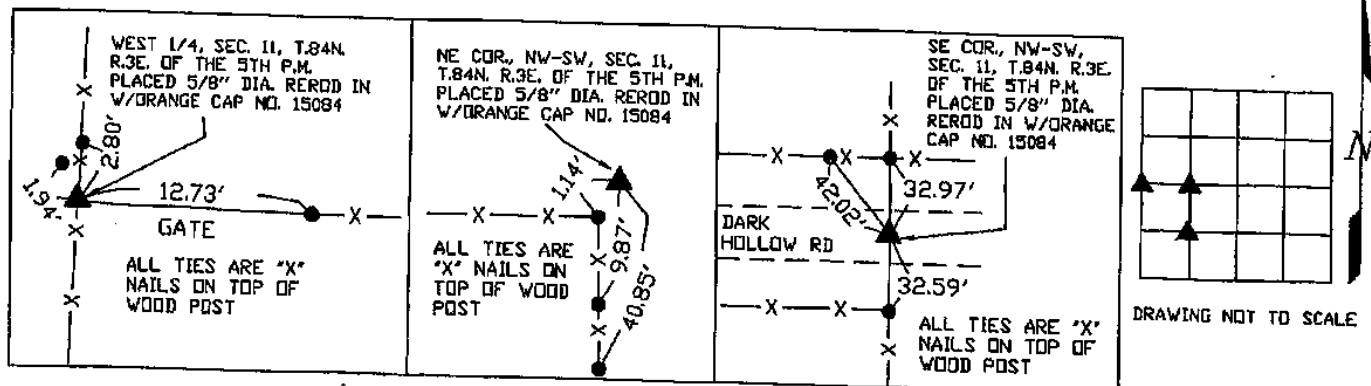 WEST 1/4, SEC. 11, T.84N.
R.3E. OF THE 5TH P.M.
PLACED 5/8" DIA. REROD IN
W/ORANGE CAP NO. 15084
2.80'
1.94'
12.73'
GATE
ALL TIES ARE "X"
NAILS ON TOP OF
WOOD POST
NE COR., NW-SW, SEC. 11,
T.84N. R.3E. OF THE 5TH P.M.
PLACED 5/8" DIA. REROD IN
W/ORANGE CAP NO. 15084
1.14'
9.87'
40.85'
ALL TIES ARE
"X" NAILS ON
TOP OF WOOD
POST
SE COR., NW-SW,
SEC. 11, T.84N. R.3E.
OF THE 5TH P.M.
PLACED 5/8" DIA.
REROD IN W/ORANGE
CAP NO. 15084
42.02'
32.97'
DARK
HOLLOW RD
32.59'
ALL TIES ARE "X"
NAILS ON TOP OF
WOOD POST
N
DRAWING NOT TO SCALE